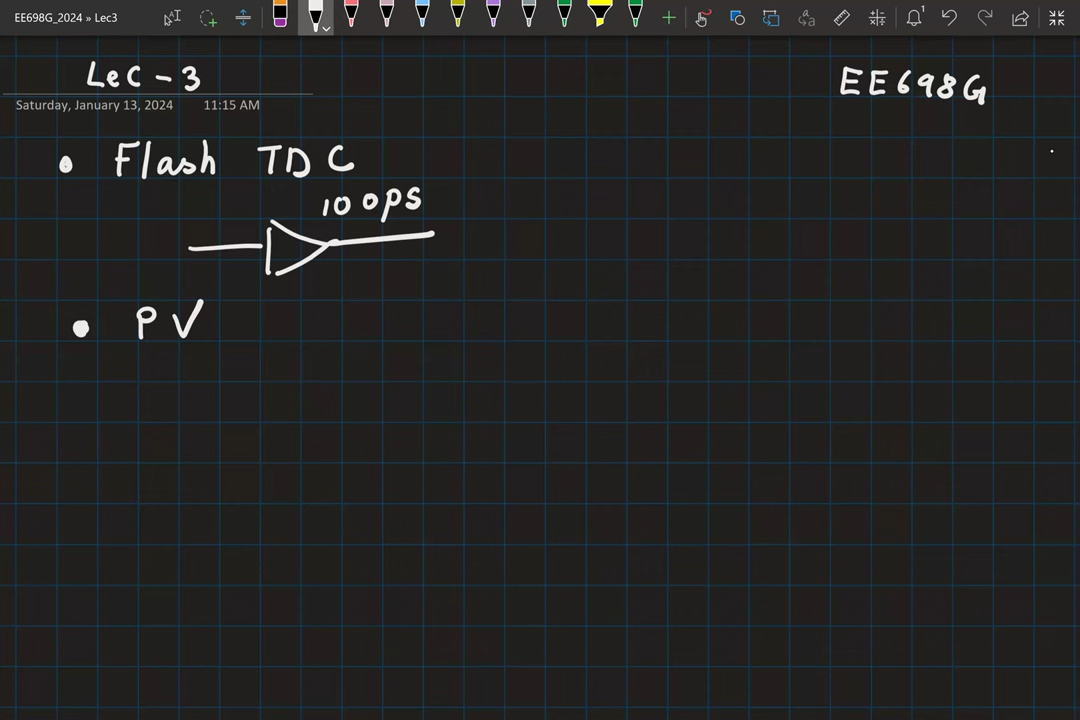 EE698G_2024 » Lec3
Lec - 3
EE698G
Saturday, January 13, 2024 11:15 AM
• Flash TDC
100ps
• PV